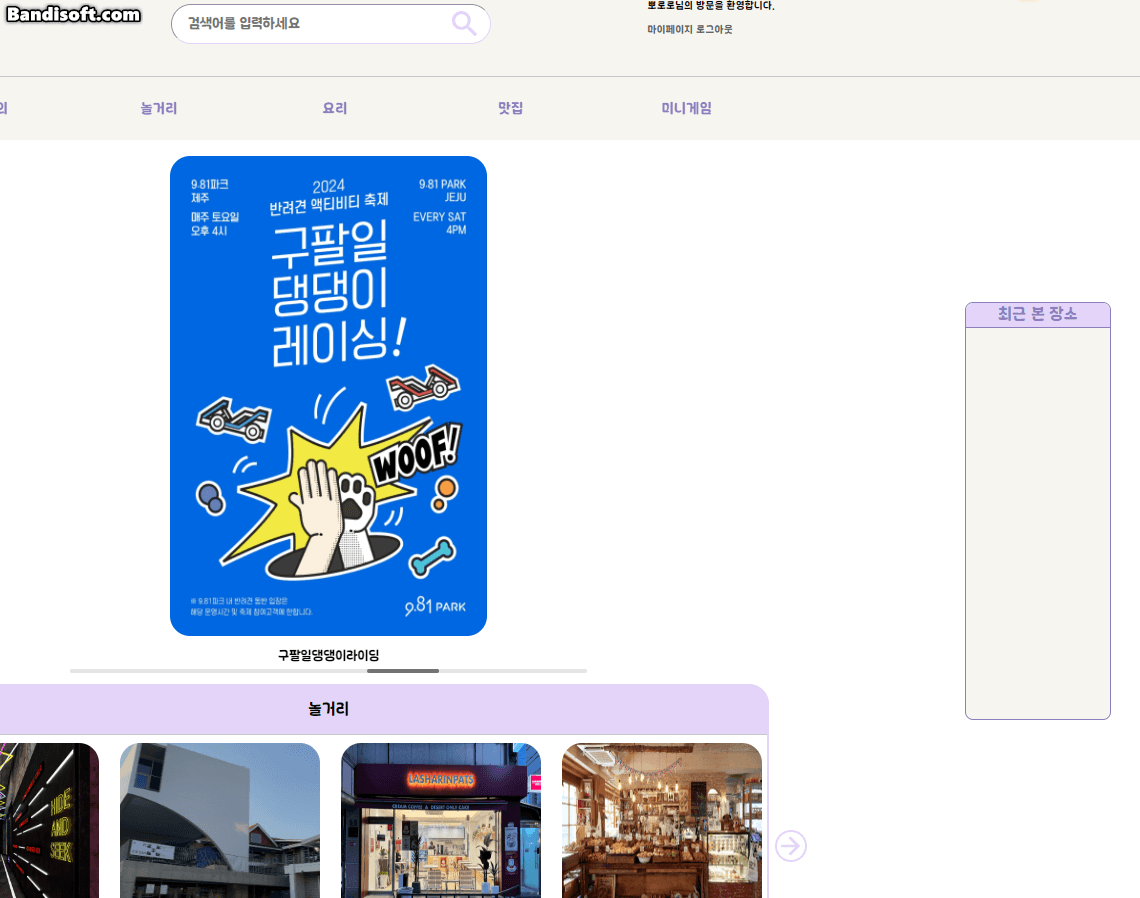 Bandisoft.com
검색어를 입력하세요
뽀로로님의 방문을 환영합니다.
마이페이지 로그아웃
의
놀거리
요리
맛집
미니게임
9.81파크
제주
매주 토요일
오후 4시
2024
반려견 액티비티 축제
9.81 PARK
JEJU
EVERY SAT
4PM
구팔일
댕댕이
레이싱!
WOOF!
※ 9.81파크 내 반려견 동반 입장은
해당 운영시간 및 축제 참여고객에 한합니다.
9.81 PARK
구팔일댕댕이라이딩
최근 본 장소
놀거리
HIDE
AND
SEEK
LASHARINPATS